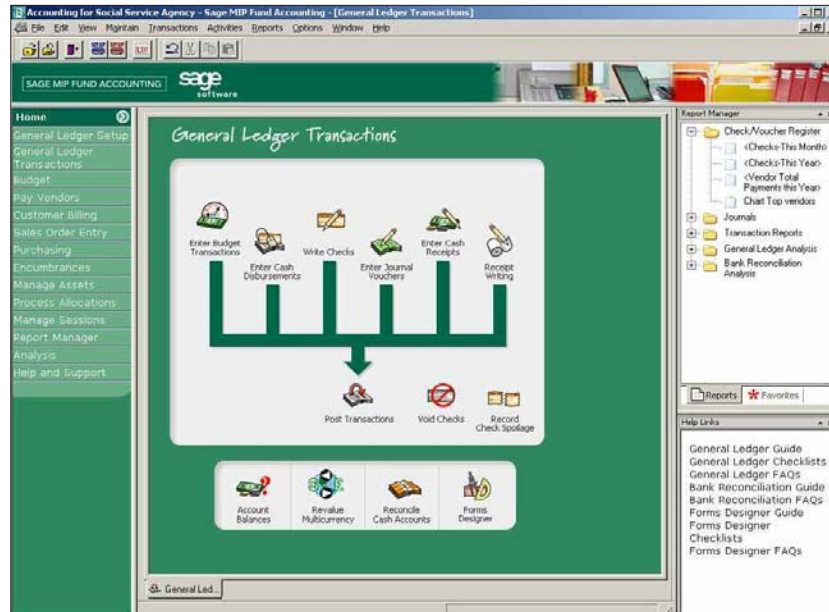 Accounting for Social Service Agency - Sage MIP Fund Accounting - [General Ledger Transactions]
File Edit View Maintain Transactions Activities Reports Options Window Help
SAGE MIP FUND ACCOUNTING
sage
software
Home
General Ledger Setup
General Ledger
Transactions
Budget
Pay Vendors
Customer Billing
Sales Order Entry
Purchasing
Encumbrances
Manage Assets
Process Allocations
Manage Sessions
Report Manager
Analysis
Help and Support
General Ledger Transactions
Enter Budget
Transactions
Enter Cash
Disbursements
Write Checks
Enter Journal
Vouchers
Enter Cash
Receipts
Receipt
Writing
Post Transactions
Void Checks
Record
Check Spoilage
Account
Balances
Revalue
Multicurrency
Reconcile
Cash Accounts
Forms
Designer
General Led...
Report Manager
Check/Voucher Register
<Checks-This Month>
<Checks-This Year>
<Vendor Total
Payments this Year>
Chart Top vendors
Journals
Transaction Reports
General Ledger Analysis
Bank Reconciliation
Analysis
Reports
Favorites
Help Links
General Ledger Guide
General Ledger Checklists
General Ledger FAQs
Bank Reconciliation Guide
Bank Reconciliation FAQs
Forms Designer Guide
Forms Designer
Checklists
Forms Designer FAQs